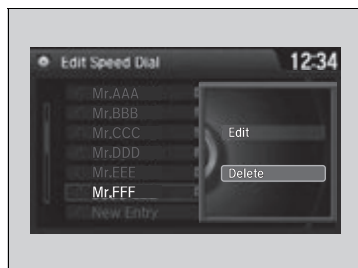 Edit Speed Dial
12:34
Mr.AAA
Mr.BBB
Mr.CCC
Mr.DDD
Mr.EEE
Mr.FFF
New Entry
Edit
Delete